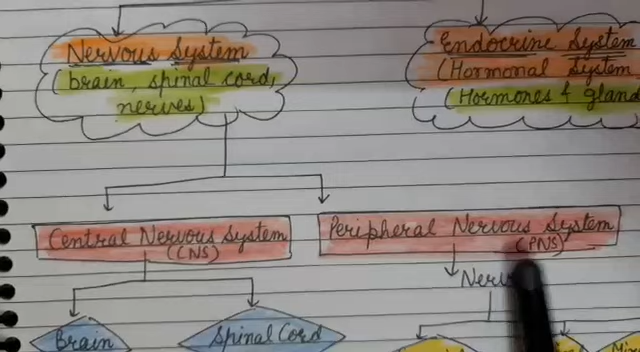 Nervous System
(brain, spinal cord,
nerves)
Endocrine System
(Hormonal System
(Hormones &
Central Nervous System
(CNS)
Peripheral Nervous System
(PNS)
Brain
Spinal Cord